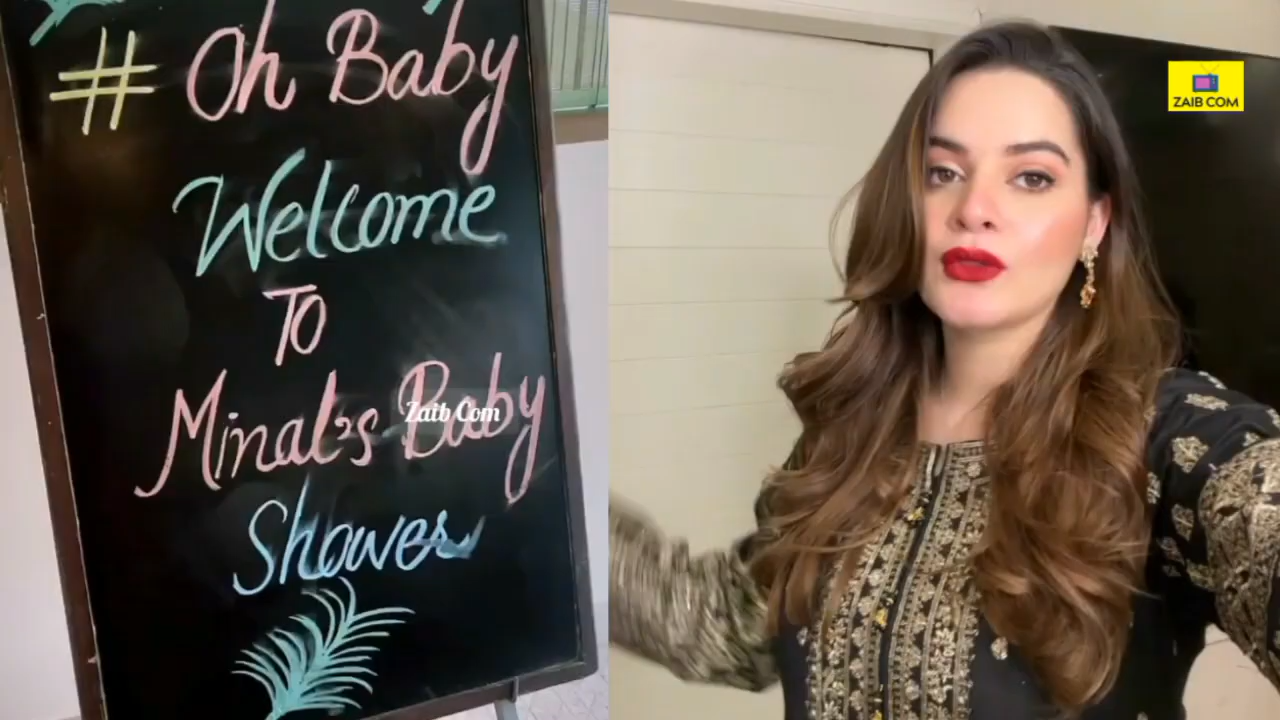 # Oh Baby
Welcome
To
Minal's Baby
Shower
Zaib Com
ZAIB COM